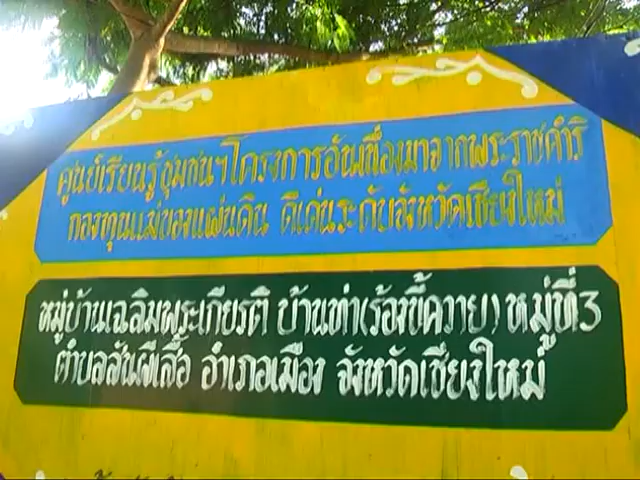 ศูนย์เรียนรู้ชุมชนฯโครงการอันเนื่องมาจากพระราชดำริ
กองทุนแม่ของแผ่นดิน ดีเด่นระดับจังหวัดเชียงใหม่
หมู่บ้านเฉลิมพระเกียรติ บ้านท่า(ร้องขี้ควาย) หมู่ที่ 3
ตำบลสันผีเสื้อ อำเภอเมือง จังหวัดเชียงใหม่